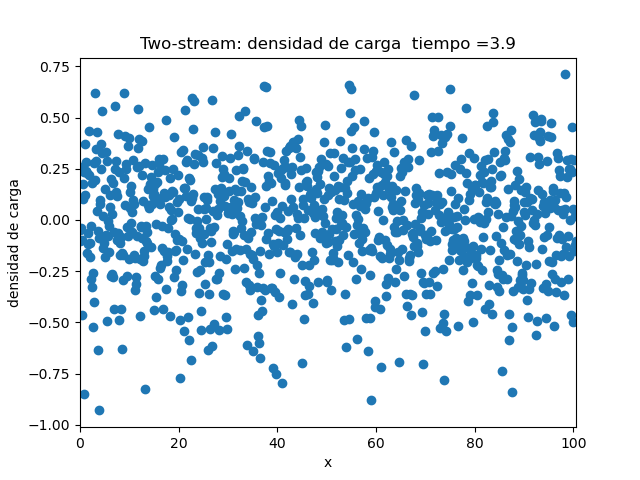 Two-stream: densidad de carga  tiempo =3.9
0.75
0.50
0.25
0.00
−0.25
−0.50
−0.75
−1.00
densidad de carga
0 20 40 60 80 100
x